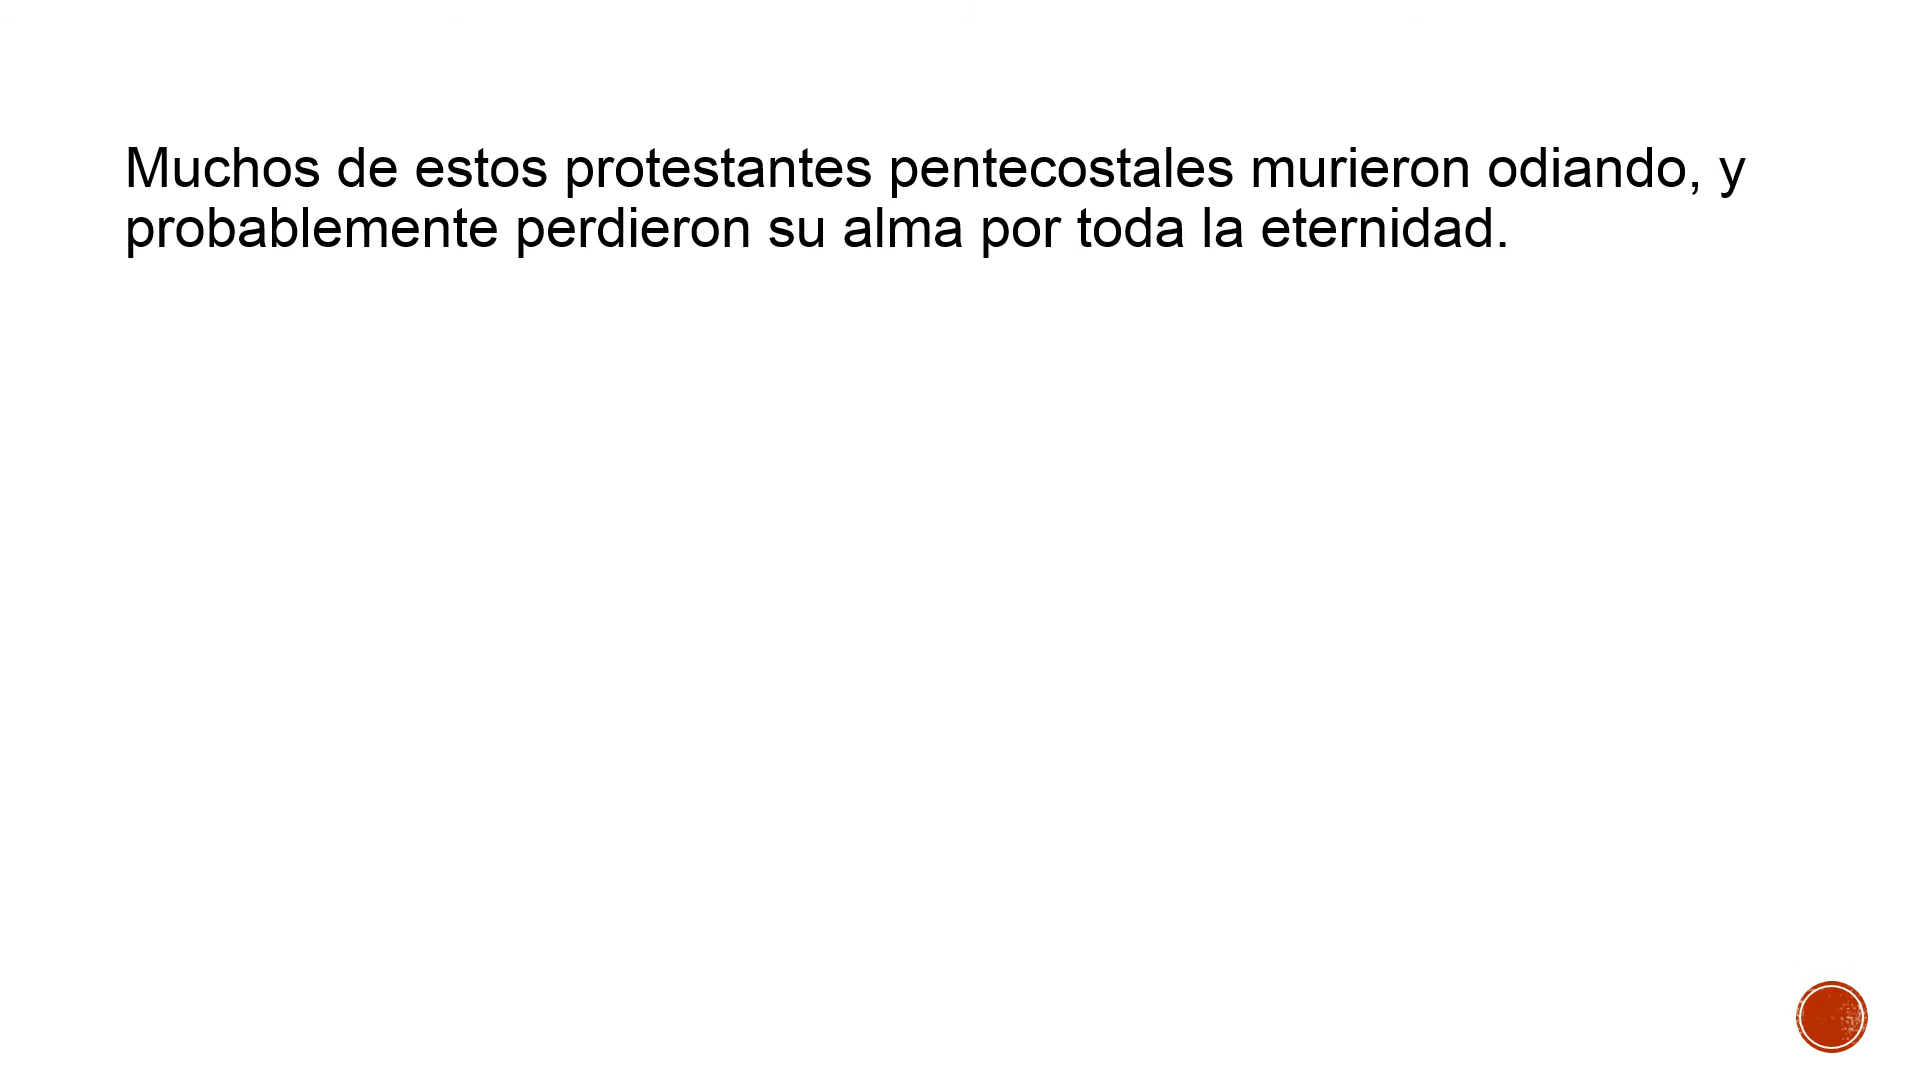 Muchos de estos protestantes pentecostales murieron odiando, y
probablemente perdieron su alma por toda la eternidad.